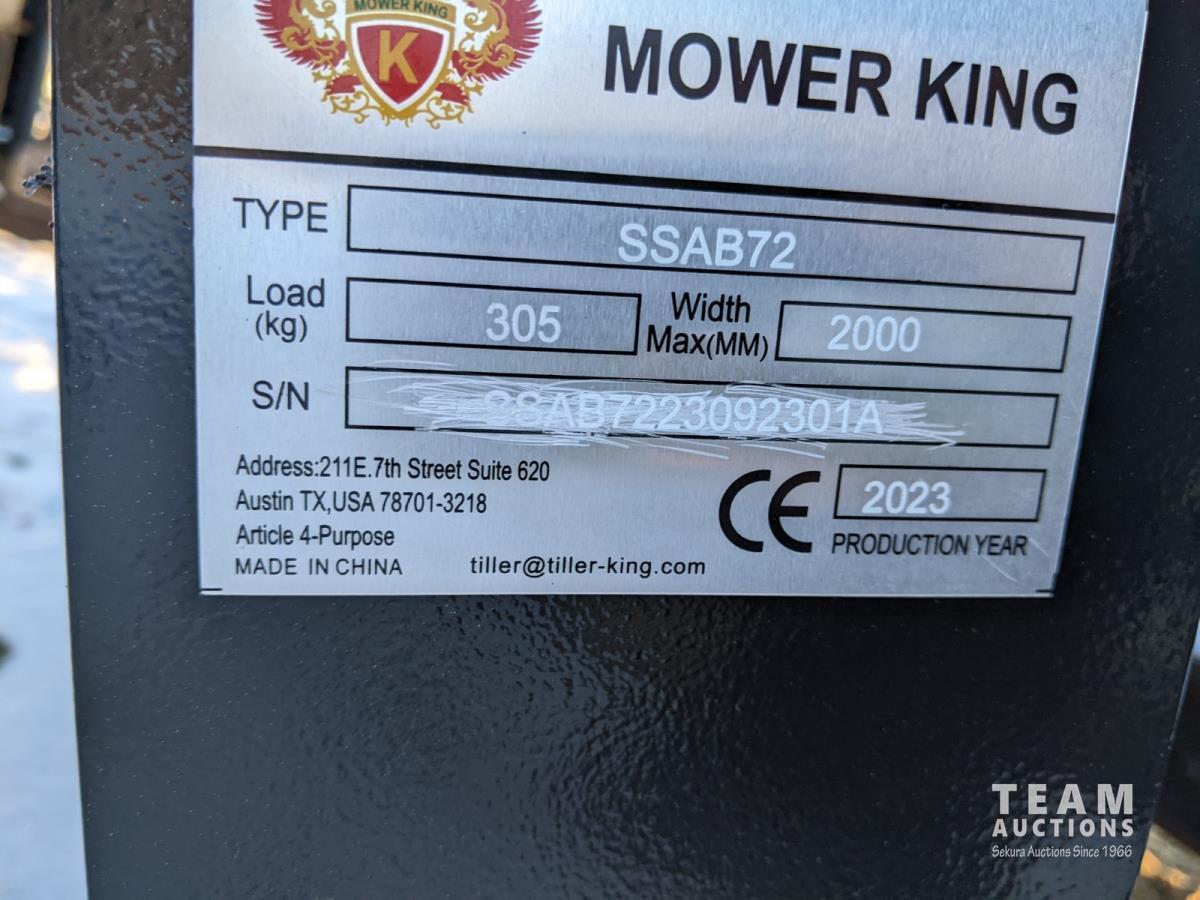 MOWER KING
K
MOWER KING
TYPE SSAB72
Load (kg) 305 Width Max(MM) 2000
S/N SSAB7223092301A
Address:211E.7th Street Suite 620
Austin TX,USA 78701-3218
Article 4-Purpose
MADE IN CHINA tiller@tiller-king.com
CE 2023
PRODUCTION YEAR
TEAM
AUCTIONS
Sekura Auctions Since 1966